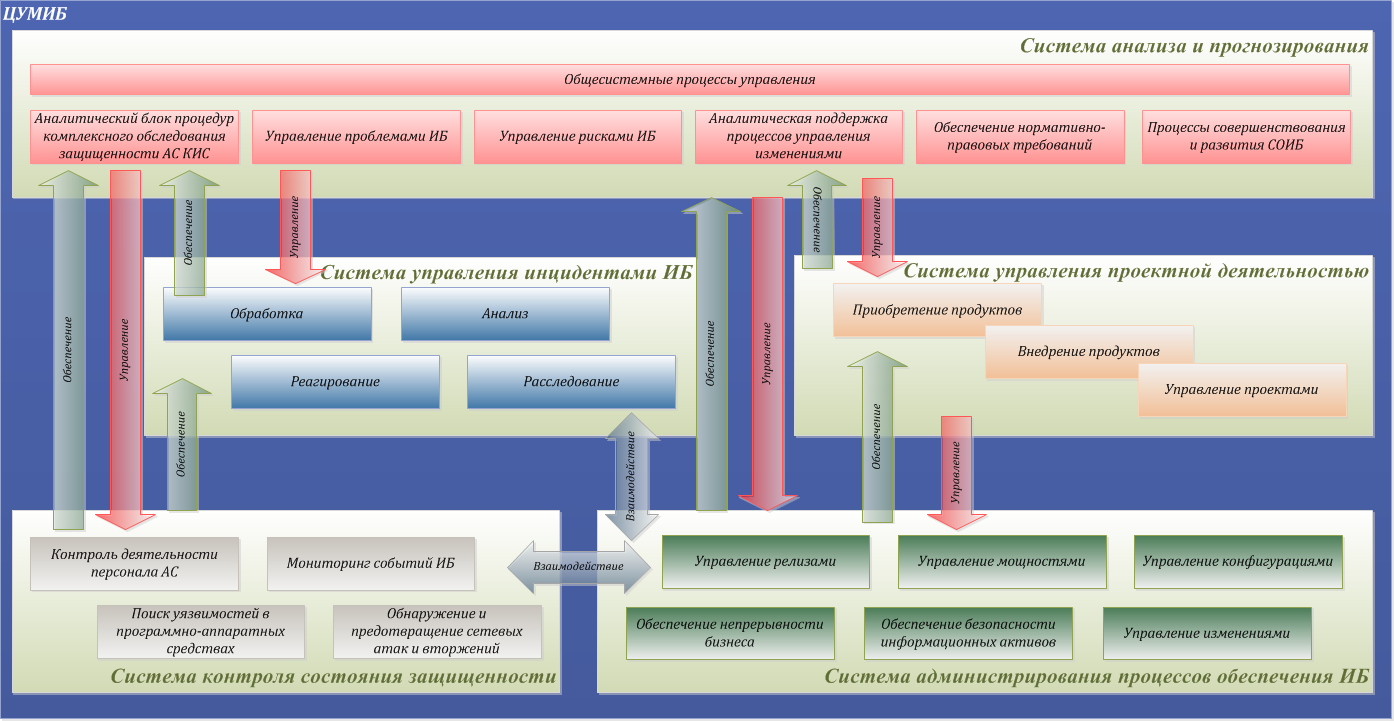 ЦУМИБ
Система анализа и прогнозирования
Общесистемные процессы управления
Аналитический блок процедур
комплексного обследования
защищенности АС КИС
Управление проблемами ИБ
Управление рисками ИБ
Аналитическая поддержка
процессов управления
изменениями
Обеспечение нормативно-
правовых требований
Процессы совершенствования
и развития СОИБ
Обеспечение
Управление
Обеспечение
Управление
Обеспечение
Управление
Обеспечение
Управление
Система управления инцидентами ИБ
Обработка
Анализ
Реагирование
Расследование
Обеспечение
Взаимодействие
Система управления проектной деятельностью
Приобретение продуктов
Внедрение продуктов
Управление проектами
Обеспечение
Управление
Контроль деятельности
персонала АС
Мониторинг событий ИБ
Поиск уязвимостей в
программно-аппаратных
средствах
Обнаружение и
предотвращение сетевых
атак и вторжений
Система контроля состояния защищенности
Взаимодействие
Управление релизами
Управление мощностями
Управление конфигурациями
Обеспечение непрерывности
бизнеса
Обеспечение безопасности
информационных активов
Управление изменениями
Система администрирования процессов обеспечения ИБ